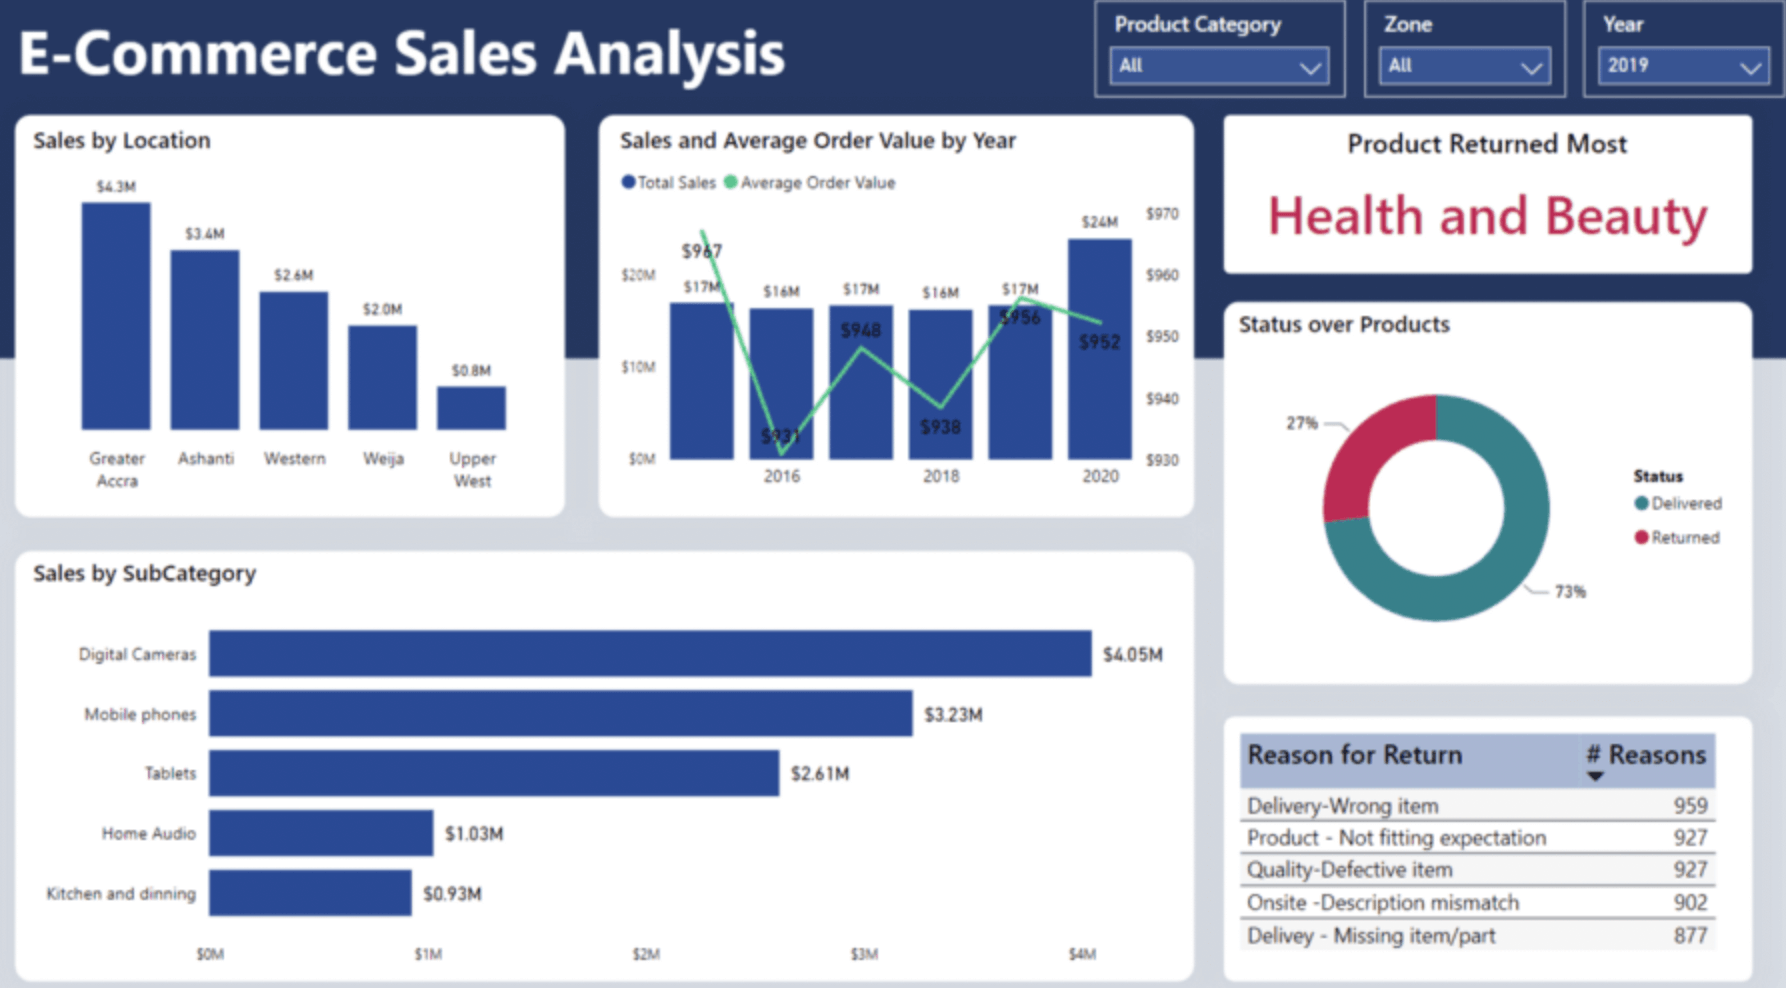 E-Commerce Sales Analysis
Product Category
All
Zone
All
Year
2019
Sales by Location
$4.3M
$3.4M
$2.6M
$2.0M
$0.8M
Greater Accra
Ashanti
Western
Weija
Upper West
Sales and Average Order Value by Year
Total Sales
Average Order Value
$20M
$10M
$0M
$17M
$16M
$17M
$16M
$17M
$24M
$967
$931
$948
$938
$956
$952
$970
$960
$950
$940
$930
2016
2018
2020
Product Returned Most
Health and Beauty
Status over Products
27%
73%
Status
Delivered
Returned
Sales by SubCategory
Digital Cameras
$4.05M
Mobile phones
$3.23M
Tablets
$2.61M
Home Audio
$1.03M
Kitchen and dinning
$0.93M
$0M
$1M
$2M
$3M
$4M
Reason for Return # Reasons
Delivery-Wrong item 959
Product - Not fitting expectation 927
Quality-Defective item 927
Onsite -Description mismatch 902
Delivey - Missing item/part 877